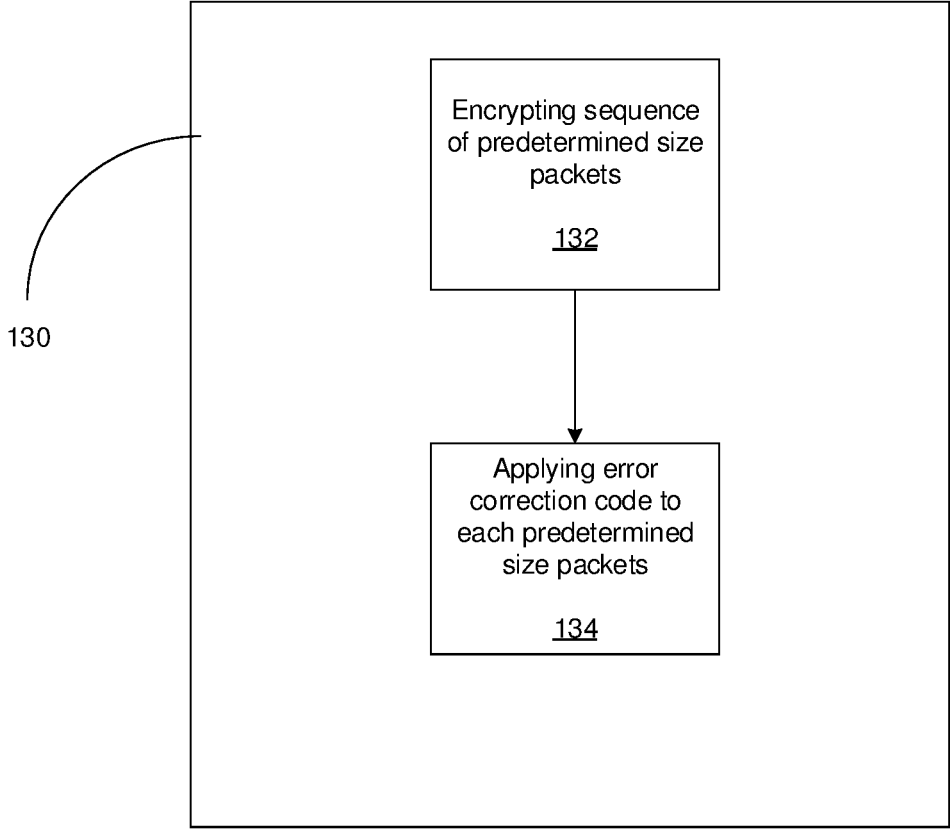 Encrypting sequence
of predetermined size
packets
132
130
Applying error
correction code to
each predetermined
size packets
134